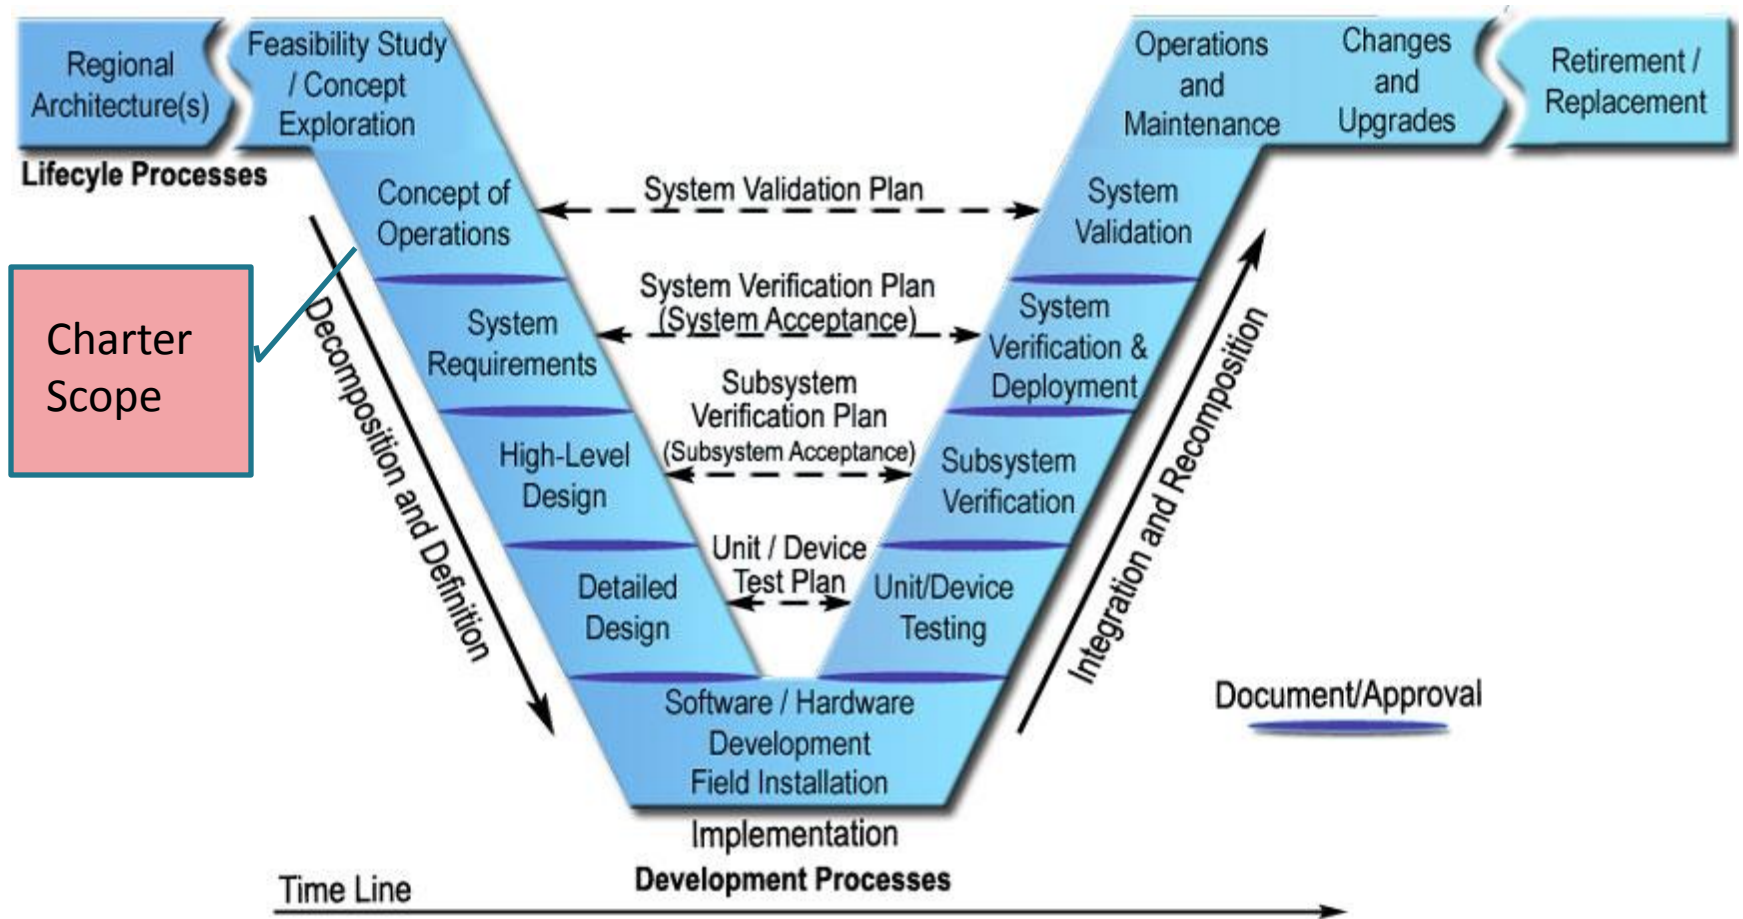 Regional
Architecture(s)
Feasibility Study
/ Concept
Exploration
Operations
and
Maintenance
Changes
and
Upgrades
Retirement /
Replacement
Lifecyle Processes
Concept of
Operations
System Validation Plan
System
Validation
Charter
Scope
System
Requirements
System Verification Plan
(System Acceptance)
System
Verification &
Deployment
Decomposition and Definition
High-Level
Design
Subsystem
Verification Plan
(Subsystem Acceptance)
Subsystem
Verification
Integration and Recomposition
Detailed
Design
Unit / Device
Test Plan
Unit/Device
Testing
Software / Hardware
Development
Field Installation
Document/Approval
Implementation
Development Processes
Time Line